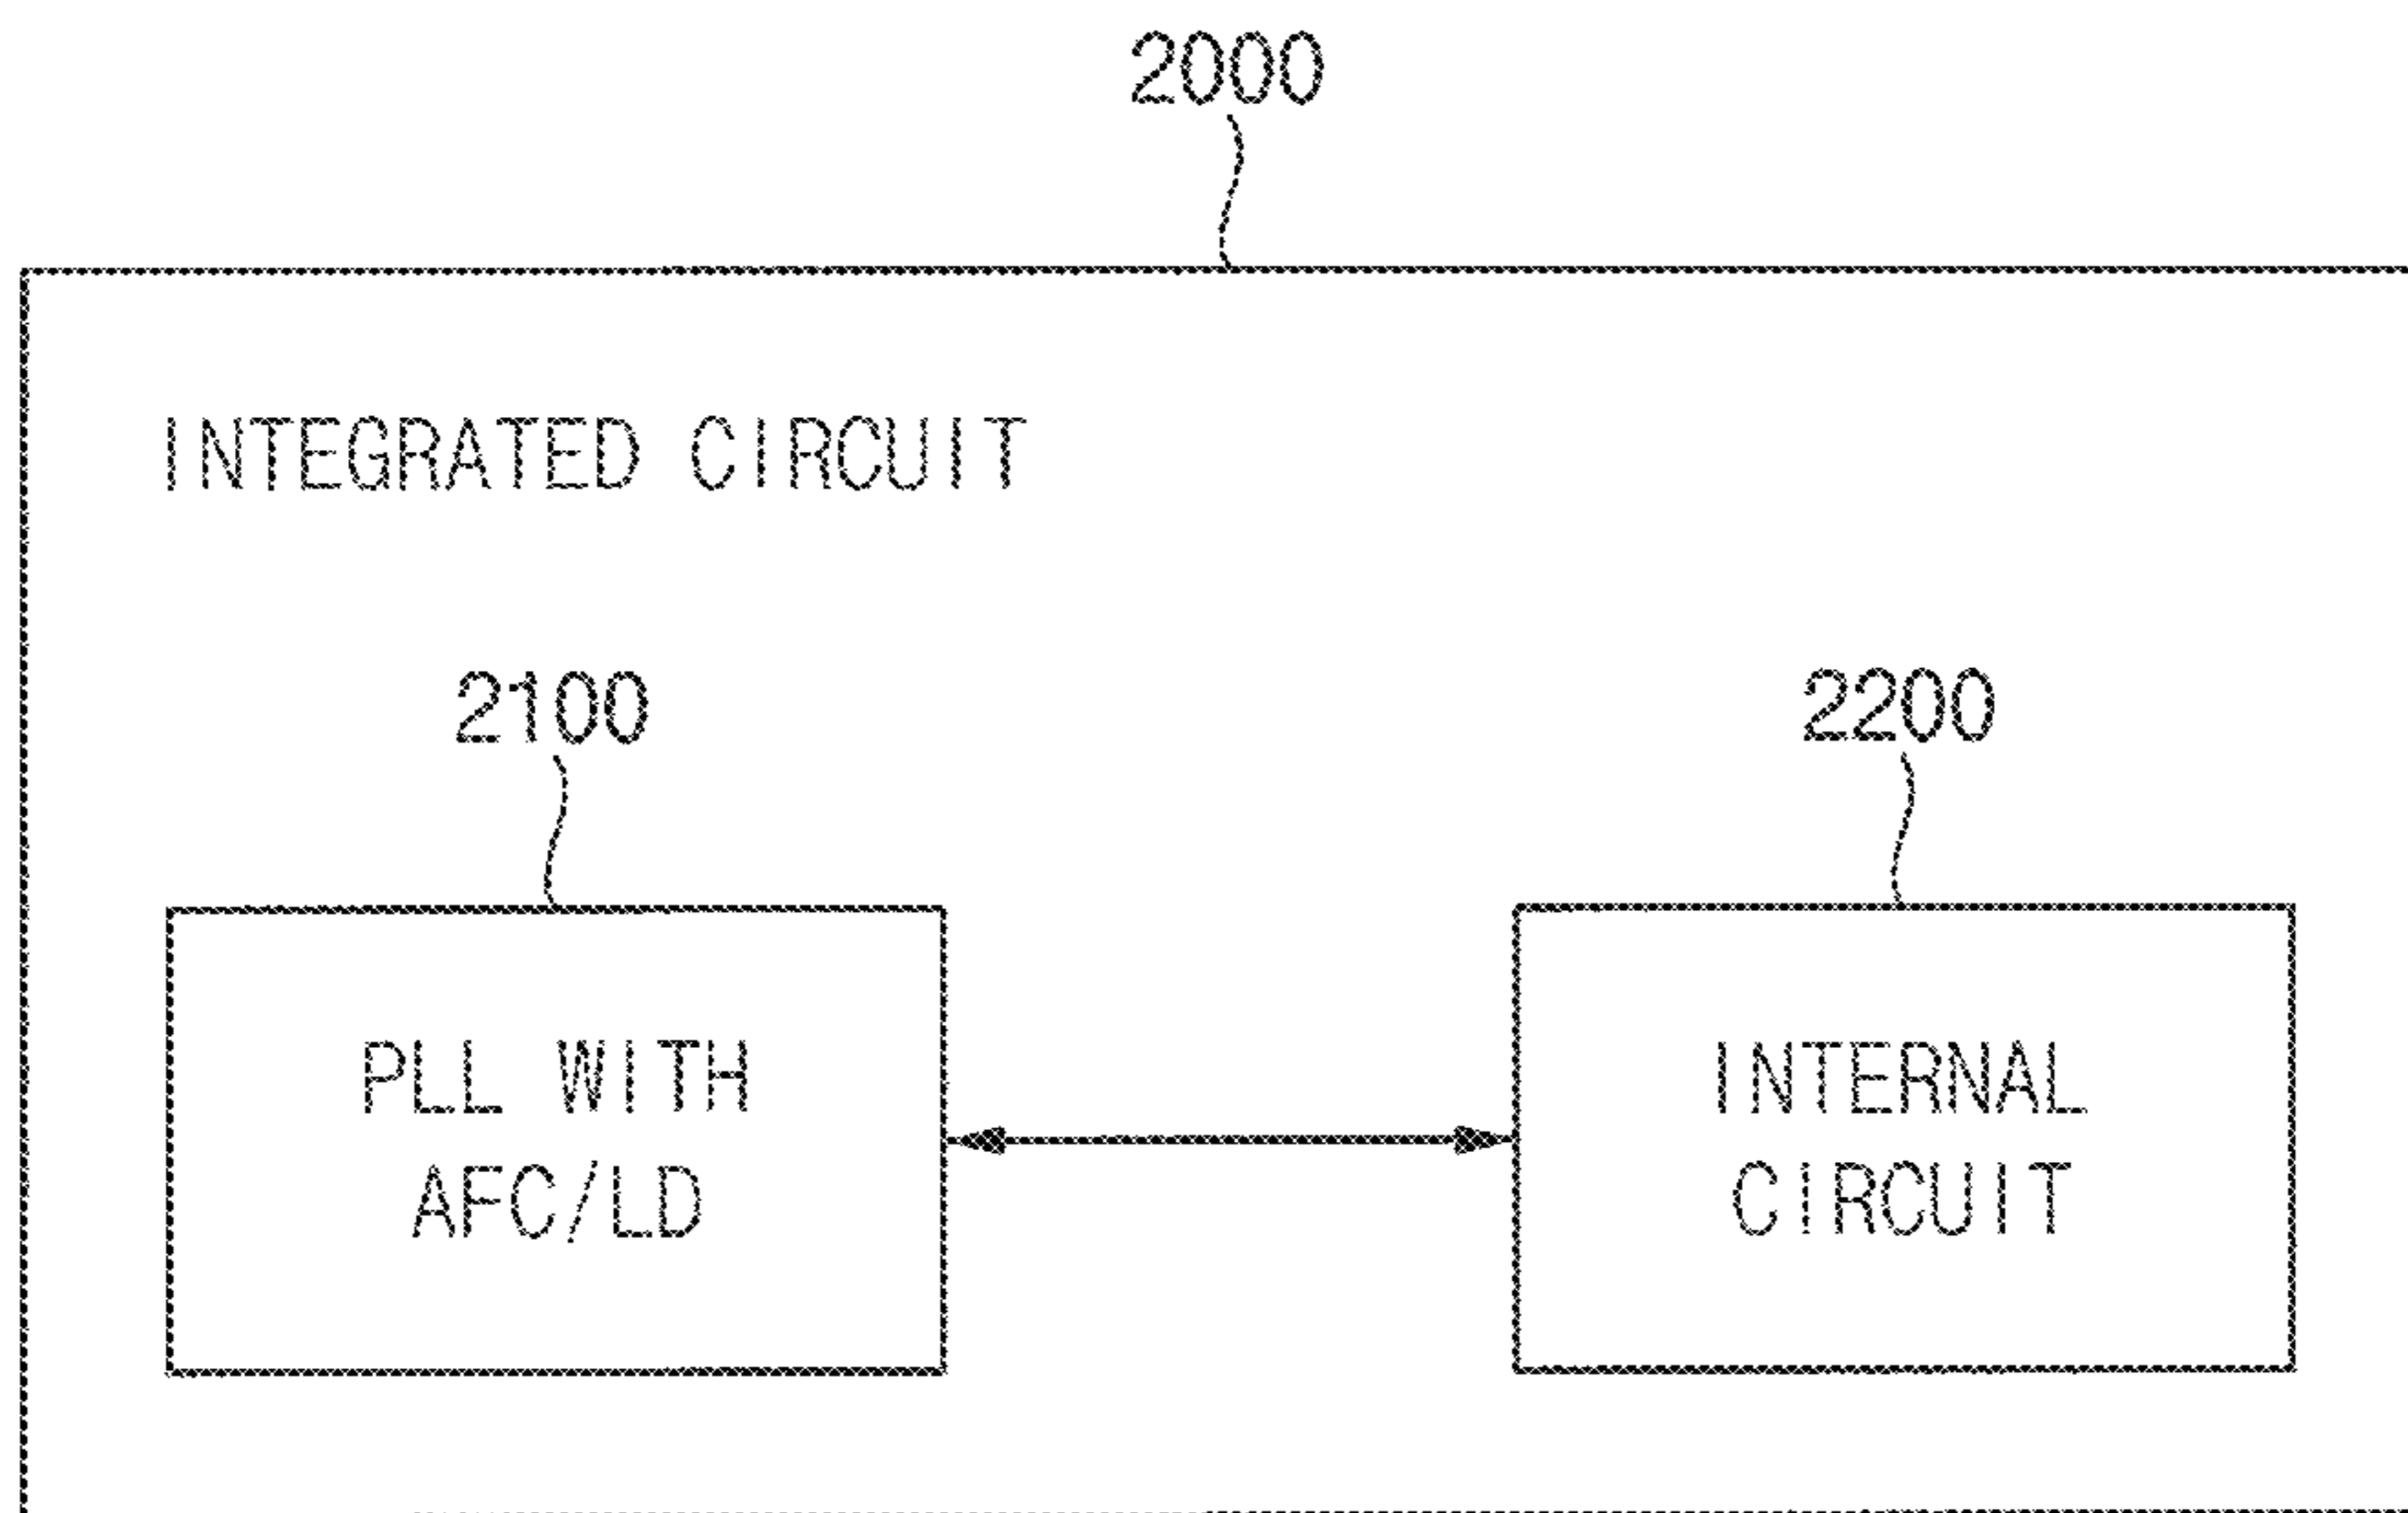 2000
INTEGRATED CIRCUIT
2100
2200
PLL WITH
AFC/LD
INTERNAL
CIRCUIT